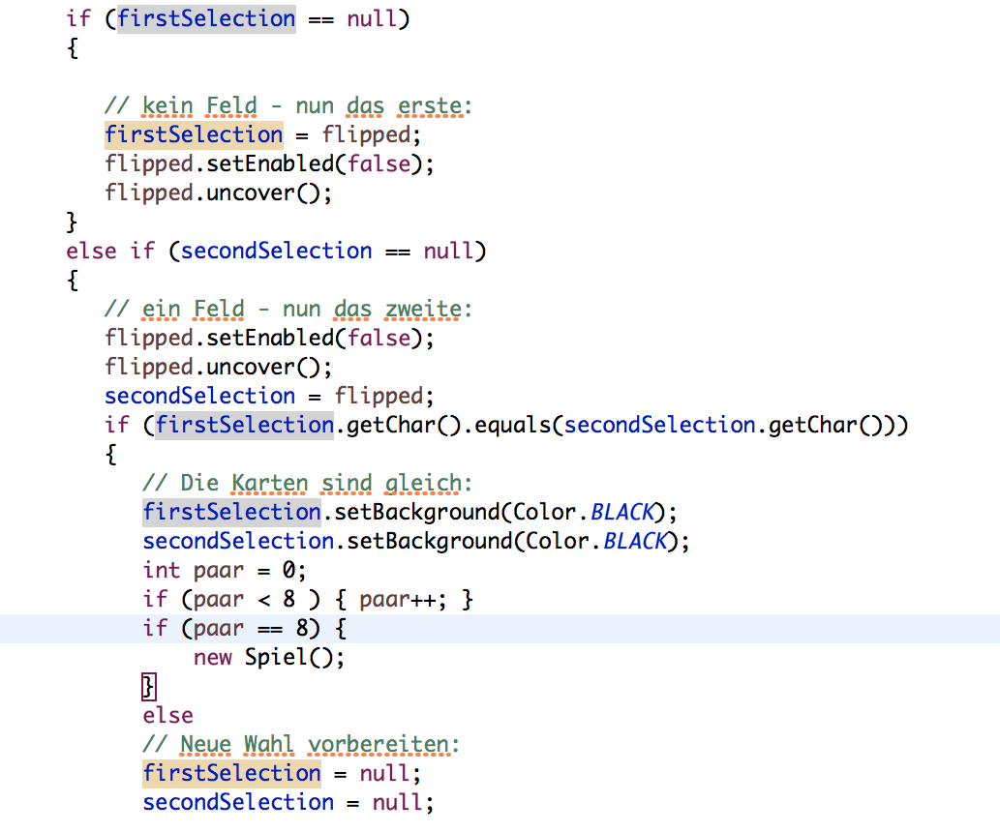 if (firstSelection == null)
{
// kein Feld - nun das erste:
firstSelection = flipped;
flipped.setEnabled(false);
flipped.uncover();
}
else if (secondSelection == null)
{
// ein Feld - nun das zweite:
flipped.setEnabled(false);
flipped.uncover();
secondSelection = flipped;
if (firstSelection.getChar().equals(secondSelection.getChar()))
{
// Die Karten sind gleich:
firstSelection.setBackground(Color.BLACK);
secondSelection.setBackground(Color.BLACK);
int paar = 0;
if (paar < 8 ) { paar++; }
if (paar == 8) {
new Spiel();
}
else
// Neue Wahl vorbereiten:
firstSelection = null;
secondSelection = null;